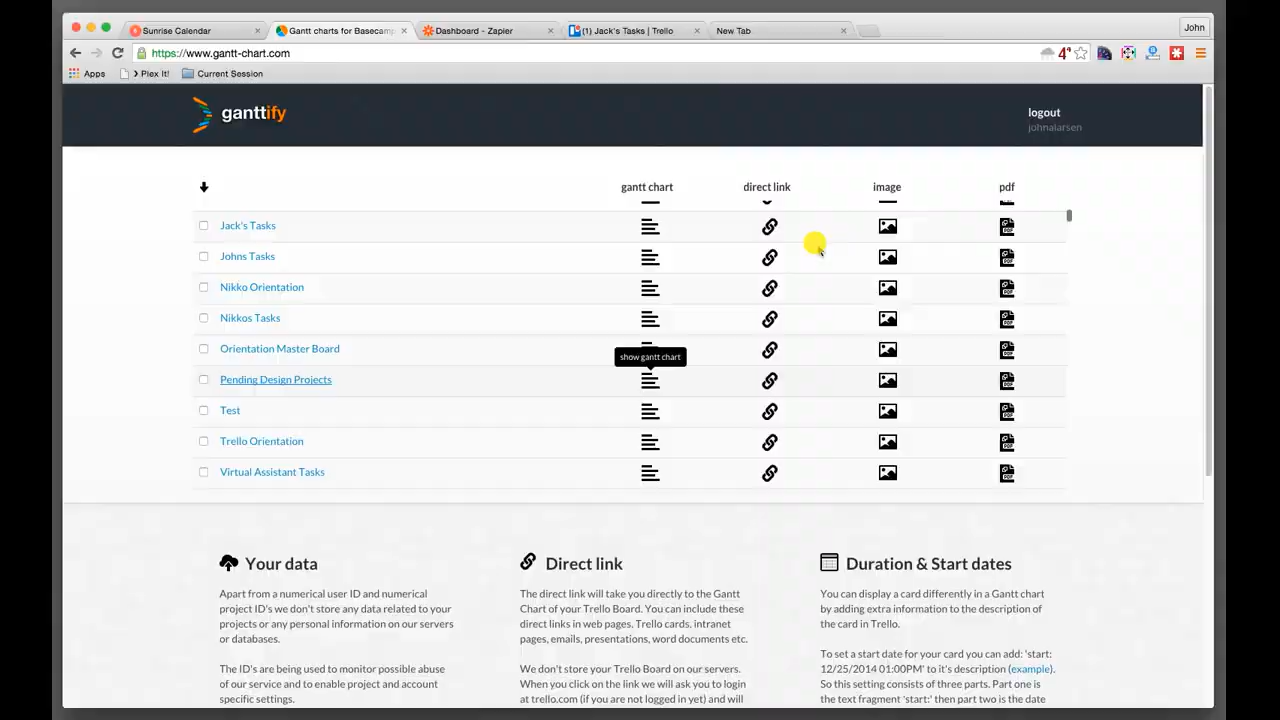 Sunrise Calendar
Gantt charts for Basecamp
Dashboard - Zapier
(1) Jack's Tasks | Trello
New Tab
John
https://www.gantt-chart.com
4°
Apps
Plex It!
Current Session
ganttify
logout
johnalarsen
gantt chart
direct link
image
pdf
Jack's Tasks
Johns Tasks
Nikko Orientation
Nikkos Tasks
Orientation Master Board
show gantt chart
Pending Design Projects
Test
Trello Orientation
Virtual Assistant Tasks
Your data
Apart from a numerical user ID and numerical
project ID's we don't store any data related to your
projects or any personal information on our servers
or databases.
The ID's are being used to monitor possible abuse
of our service and to enable project and account
specific settings.
Direct link
The direct link will take you directly to the Gantt
Chart of your Trello Board. You can include these
direct links in web pages, Trello cards, intranet
pages, emails, presentations, word documents etc.
We don't store your Trello Board on our servers.
When you click on the link we will ask you to login
at trello.com (if you are not logged in yet) and will
Duration & Start dates
You can display a card differently in a Gantt chart
by adding extra information to the description of
the card in Trello.
To set a start date for your card you can add: 'start:
12/25/2014 01:00PM' to it's description (example).
So this setting consists of three parts. Part one is
the text fragment 'start:' then part two is the date